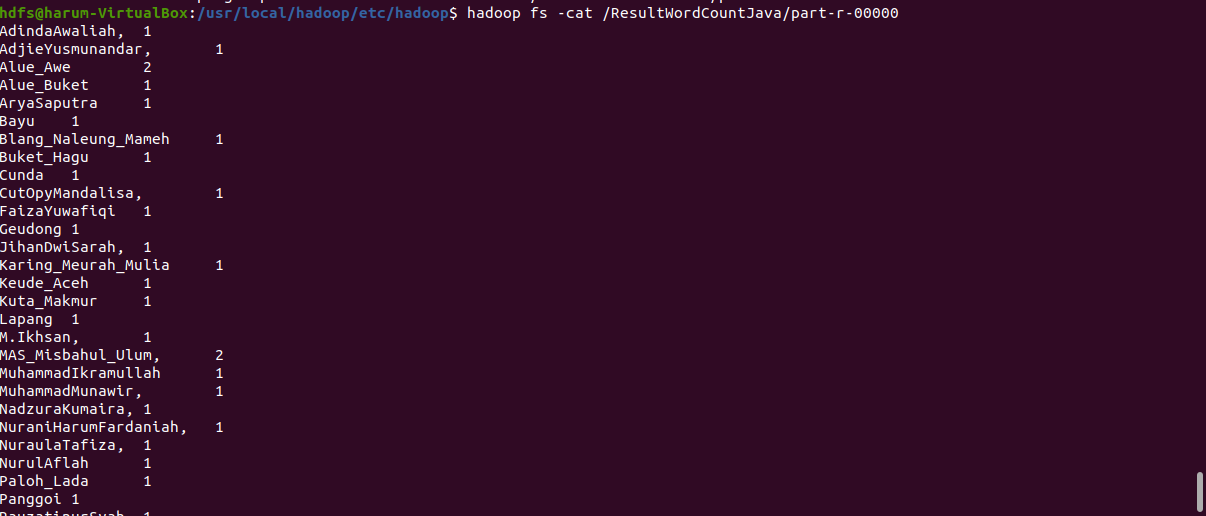 hdfs@harum-VirtualBox:/usr/local/hadoop/etc/hadoop$ hadoop fs -cat /ResultWordCountJava/part-r-00000
AdindaAwaliah,	1
AdjieYusmunandar,	1
Alue_Awe	2
Alue_Buket	1
AryaSaputra	1
Bayu	1
Blang_Naleung_Mameh	1
Buket_Hagu	1
Cunda	1
CutOpyMandalisa,	1
FaizaYuwafiqi	1
Geudong	1
JihanDwiSarah,	1
Karing_Meurah_Mulia	1
Keude_Aceh	1
Kuta_Makmur	1
Lapang	1
M.Ikhsan,	1
MAS_Misbahul_Ulum,	2
MuhammadIkramullah	1
MuhammadMunawir,	1
NadzuraKumaira,	1
NuraniHarumFardaniah,	1
NuraulaTafiza,	1
NurulAflah	1
Paloh_Lada	1
Panggoi	1